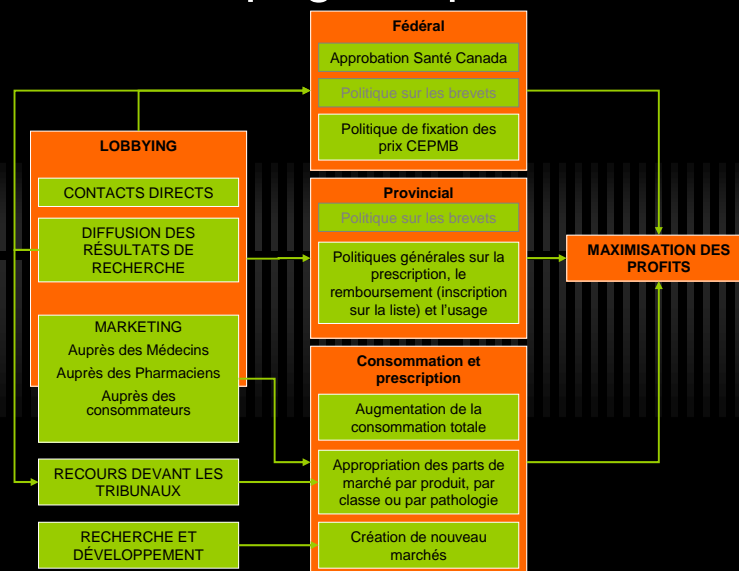 Fédéral
Approbation Santé Canada
Politique sur les brevets
Politique de fixation des
prix CEPMB
LOBBYING
CONTACTS DIRECTS
DIFFUSION DES
RÉSULTATS DE
RECHERCHE
MARKETING
Auprès des Médecins
Auprès des Pharmaciens
Auprès des
consommateurs
RECOURS DEVANT LES
TRIBUNAUX
RECHERCHE ET
DÉVELOPPEMENT
Provincial
Politique sur les brevets
Politiques générales sur la
prescription, le
remboursement (inscription
sur la liste) et l'usage
Consommation et
prescription
Augmentation de la
consommation totale
Appropriation des parts de
marché par produit, par
classe ou par pathologie
Création de nouveau
marchés
MAXIMISATION DES
PROFITS